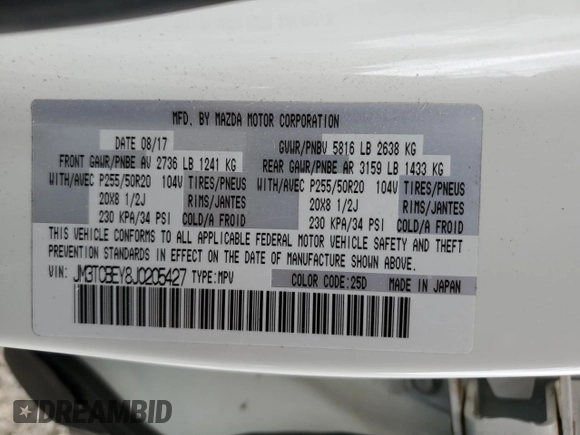 MFD. BY MAZDA MOTOR CORPORATION
DATE 08/17 GVWR/PNBV 5816 LB 2638 KG
FRONT GAWR/PNBE AV 2736 LB 1241 KG REAR GAWR/PNBE AR 3159 LB 1433 KG
WITH/AVEC P255/50R20 104V TIRES/PNEUS WITH/AVEC P255/50R20 104V TIRES/PNEUS
20X8 1/2J RIMS/JANTES 20X8 1/2J RIMS/JANTES
230 KPA/34 PSI COLD/A FROID 230 KPA/34 PSI COLD/A FROID
THIS VEHICLE CONFORMS TO ALL APPLICABLE FEDERAL MOTOR VEHICLE SAFETY AND THEFT
PREVENTION STANDARDS IN EFFECT ON THE DATE OF MANUFACTURE SHOWN ABOVE.
VIN: JM3TCBEY8J0205427 TYPE:MPV COLOR CODE:25D MADE IN JAPAN
DREAMBID